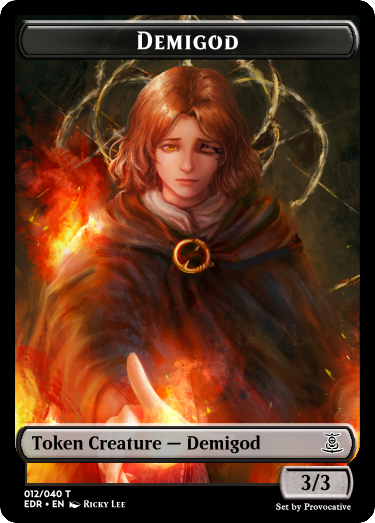 Demigod
Token Creature — Demigod
3/3
012/040 T
EDR • EN Ricky Lee
Set by Provocative